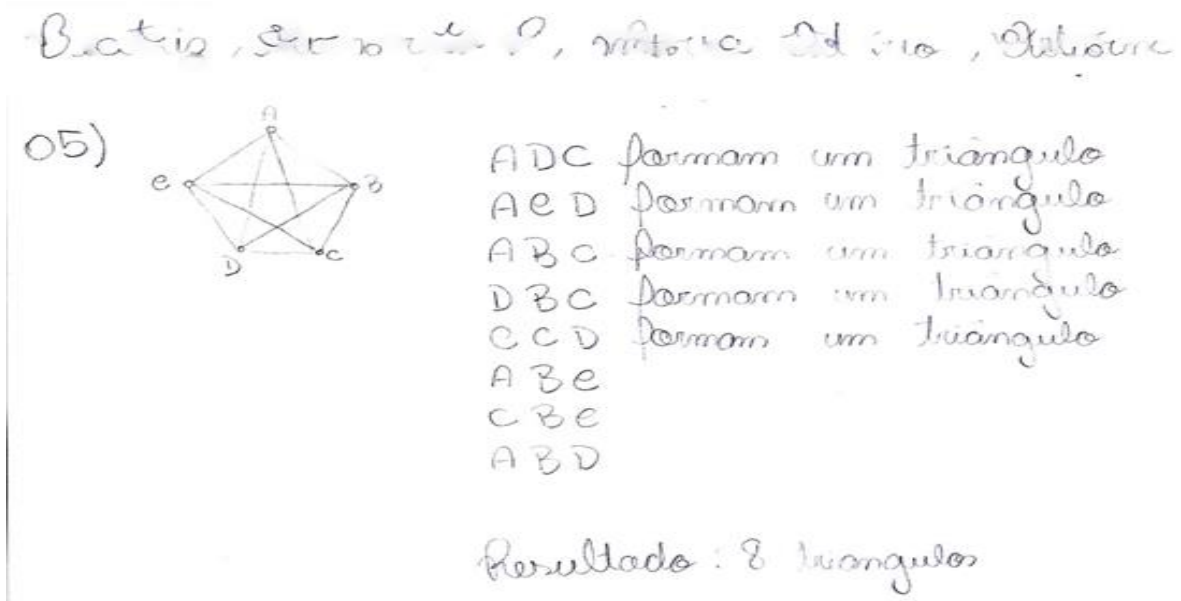 05)
A
e B
D C
ADC formam um triângulo
AeD formam um triângulo
ABC formam um triângulo
DBC formam um triângulo
CCD formam um triângulo
ABe
CBe
ABD
Resultado: 8 triangulos